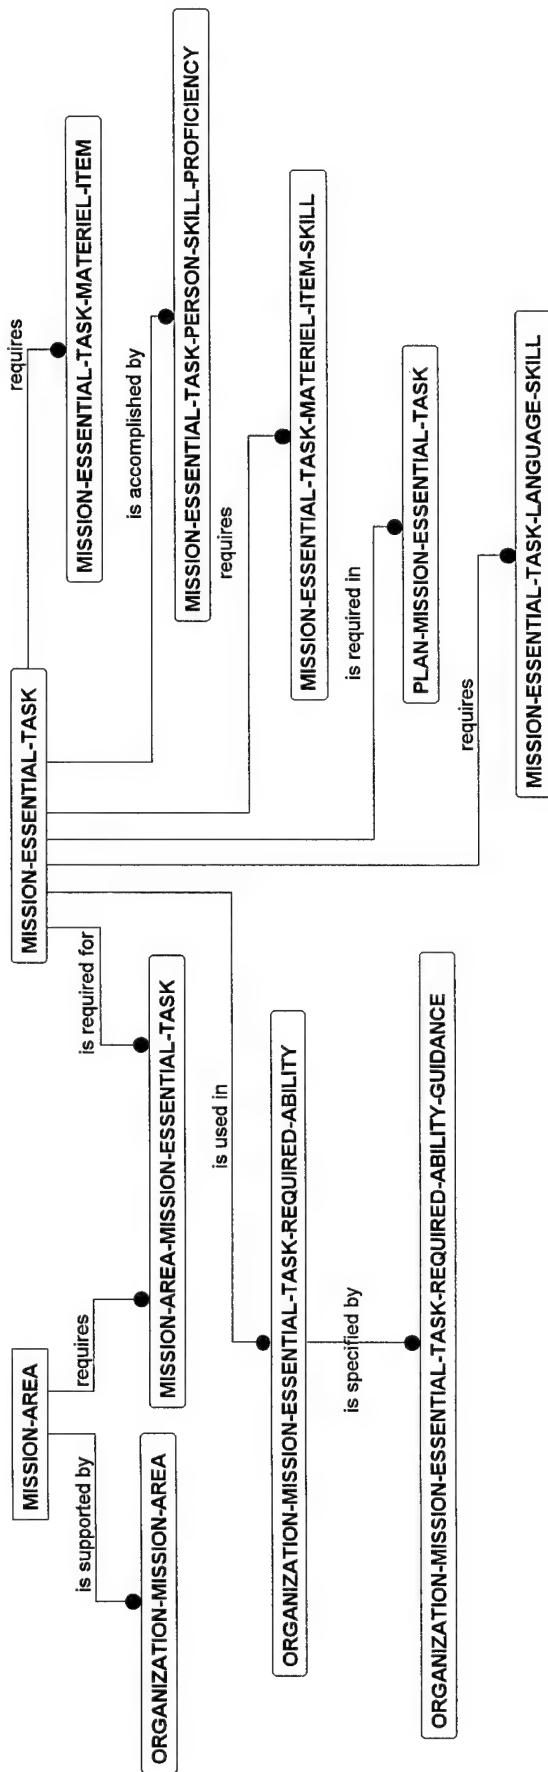 MISSION-AREA
MISSION-ESSENTIAL-TASK
is supported by
requires
is required for
requires
ORGANIZATION-MISSION-AREA
MISSION-AREA-MISSION-ESSENTIAL-TASK
MISSION-ESSENTIAL-TASK-MATERIEL-ITEM
is accomplished by
MISSION-ESSENTIAL-TASK-PERSON-SKILL-PROFICIENCY
is used in
requires
ORGANIZATION-MISSION-ESSENTIAL-TASK-REQUIRED-ABILITY
MISSION-ESSENTIAL-TASK-MATERIEL-ITEM-SKILL
is specified by
is required in
PLAN-MISSION-ESSENTIAL-TASK
ORGANIZATION-MISSION-ESSENTIAL-TASK-REQUIRED-ABILITY-GUIDANCE
requires
MISSION-ESSENTIAL-TASK-LANGUAGE-SKILL